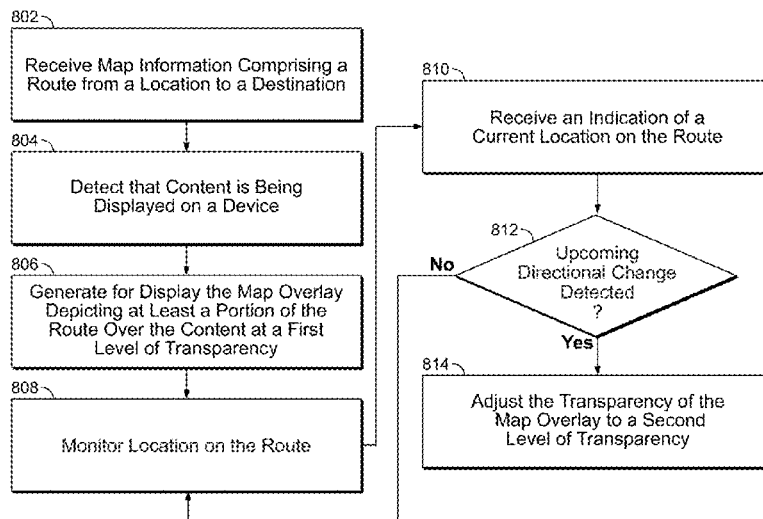 802
Receive Map Information Comprising a
Route from a Location to a Destination
804
Detect that Content is Being
Displayed on a Device
806
Generate for Display the Map Overlay
Depicting at Least a Portion of the
Route Over the Content at a First
Level of Transparency
808
Monitor Location on the Route
810
Receive an Indication of a
Current Location on the Route
812
Upcoming
Directional Change
Detected
?
No
Yes
814
Adjust the Transparency of the
Map Overlay to a Second
Level of Transparency